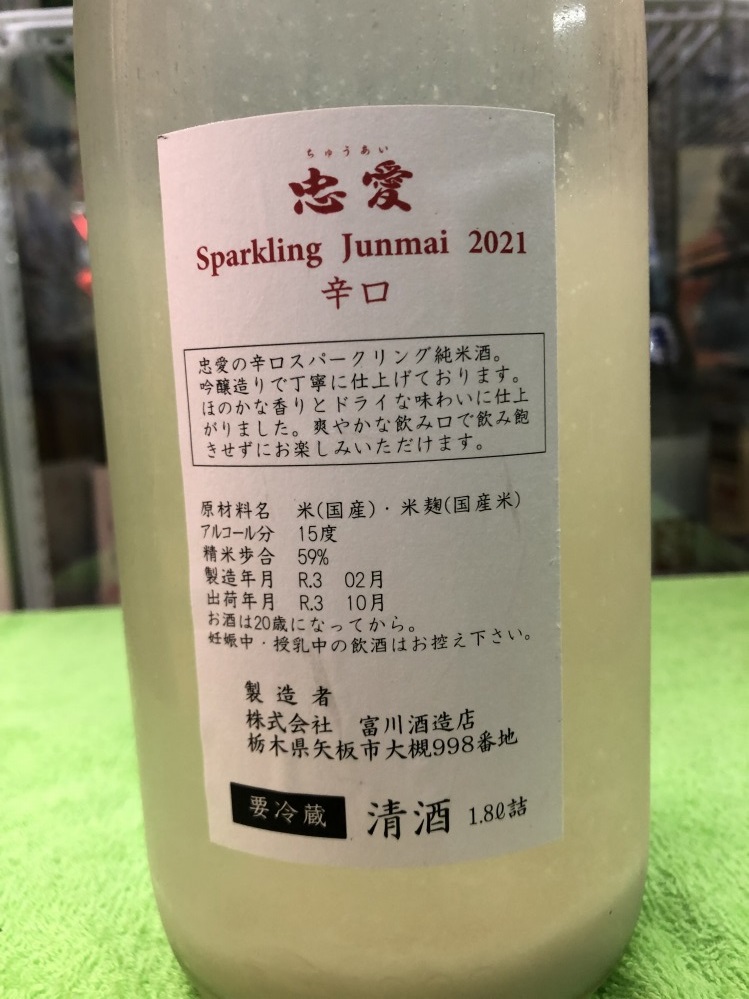 ちゅうあい
忠愛
Sparkling Junmai 2021
辛口
忠愛の辛口スパークリング純米酒。
吟醸造りで丁寧に仕上げております。
ほのかな香りとドライな味わいに仕上
がりました。爽やかな飲み口で飲み飽
きせずにお楽しみいただけます。
原材料名 米(国産)・米麹(国産米)
アルコール分 15度
精米歩合 59%
製造年月 R.3 02月
出荷年月 R.3 10月
お酒は20歳になってから。
妊娠中・授乳中の飲酒はお控え下さい。
製造者
株式会社 富川酒造店
栃木県矢板市大槻998番地
要冷蔵 清酒 1.8ℓ詰